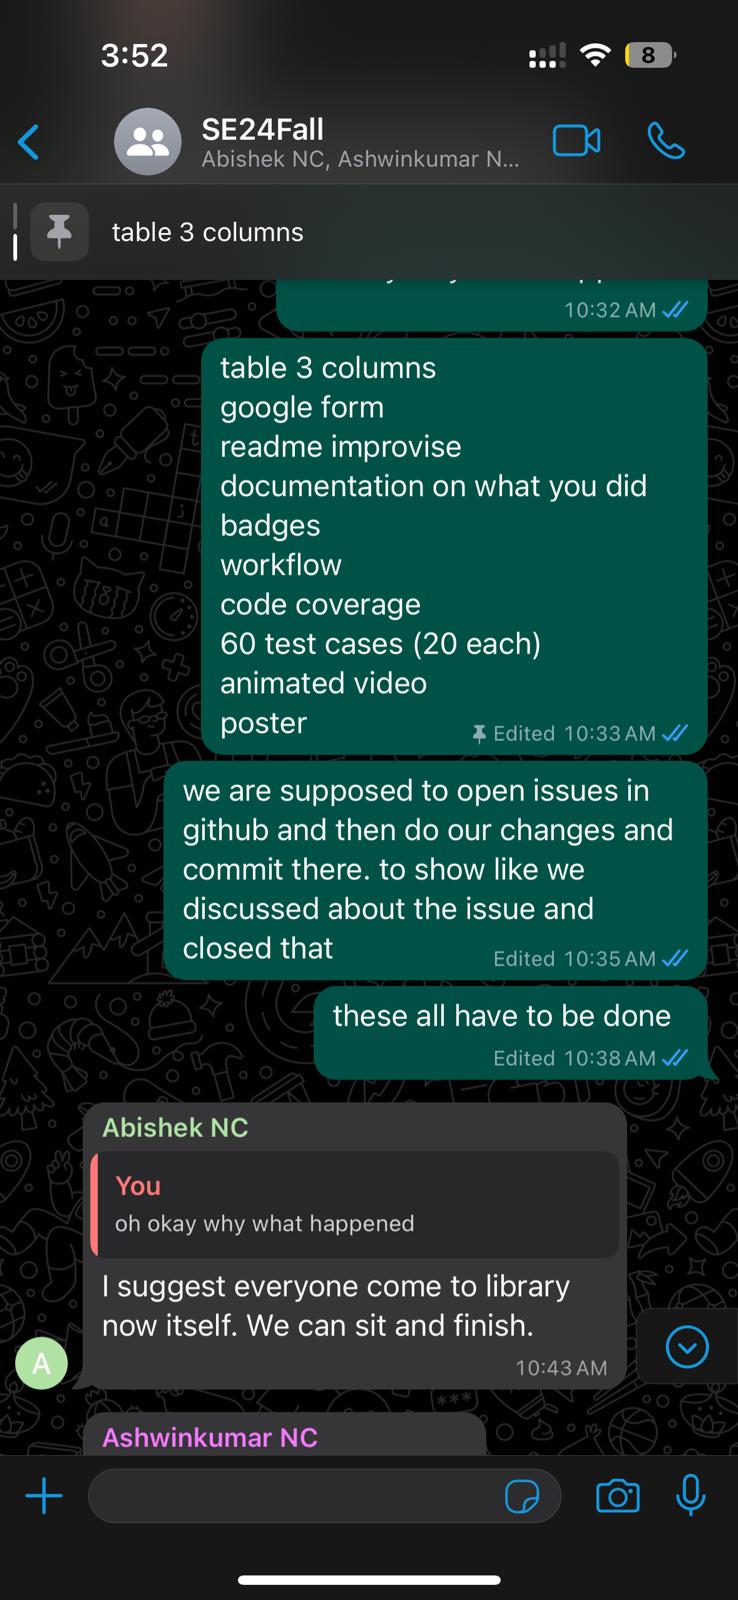 3:52
8
SE24Fall
Abishek NC, Ashwinkumar N...
table 3 columns
10:32 AM
table 3 columns
google form
readme improvise
documentation on what you did
badges
workflow
code coverage
60 test cases (20 each)
animated video
poster
Edited 10:33 AM
we are supposed to open issues in
github and then do our changes and
commit there. to show like we
discussed about the issue and
closed that
Edited 10:35 AM
these all have to be done
Edited 10:38 AM
Abishek NC
You
oh okay why what happened
I suggest everyone come to library
now itself. We can sit and finish.
10:43 AM
A
Ashwinkumar NC